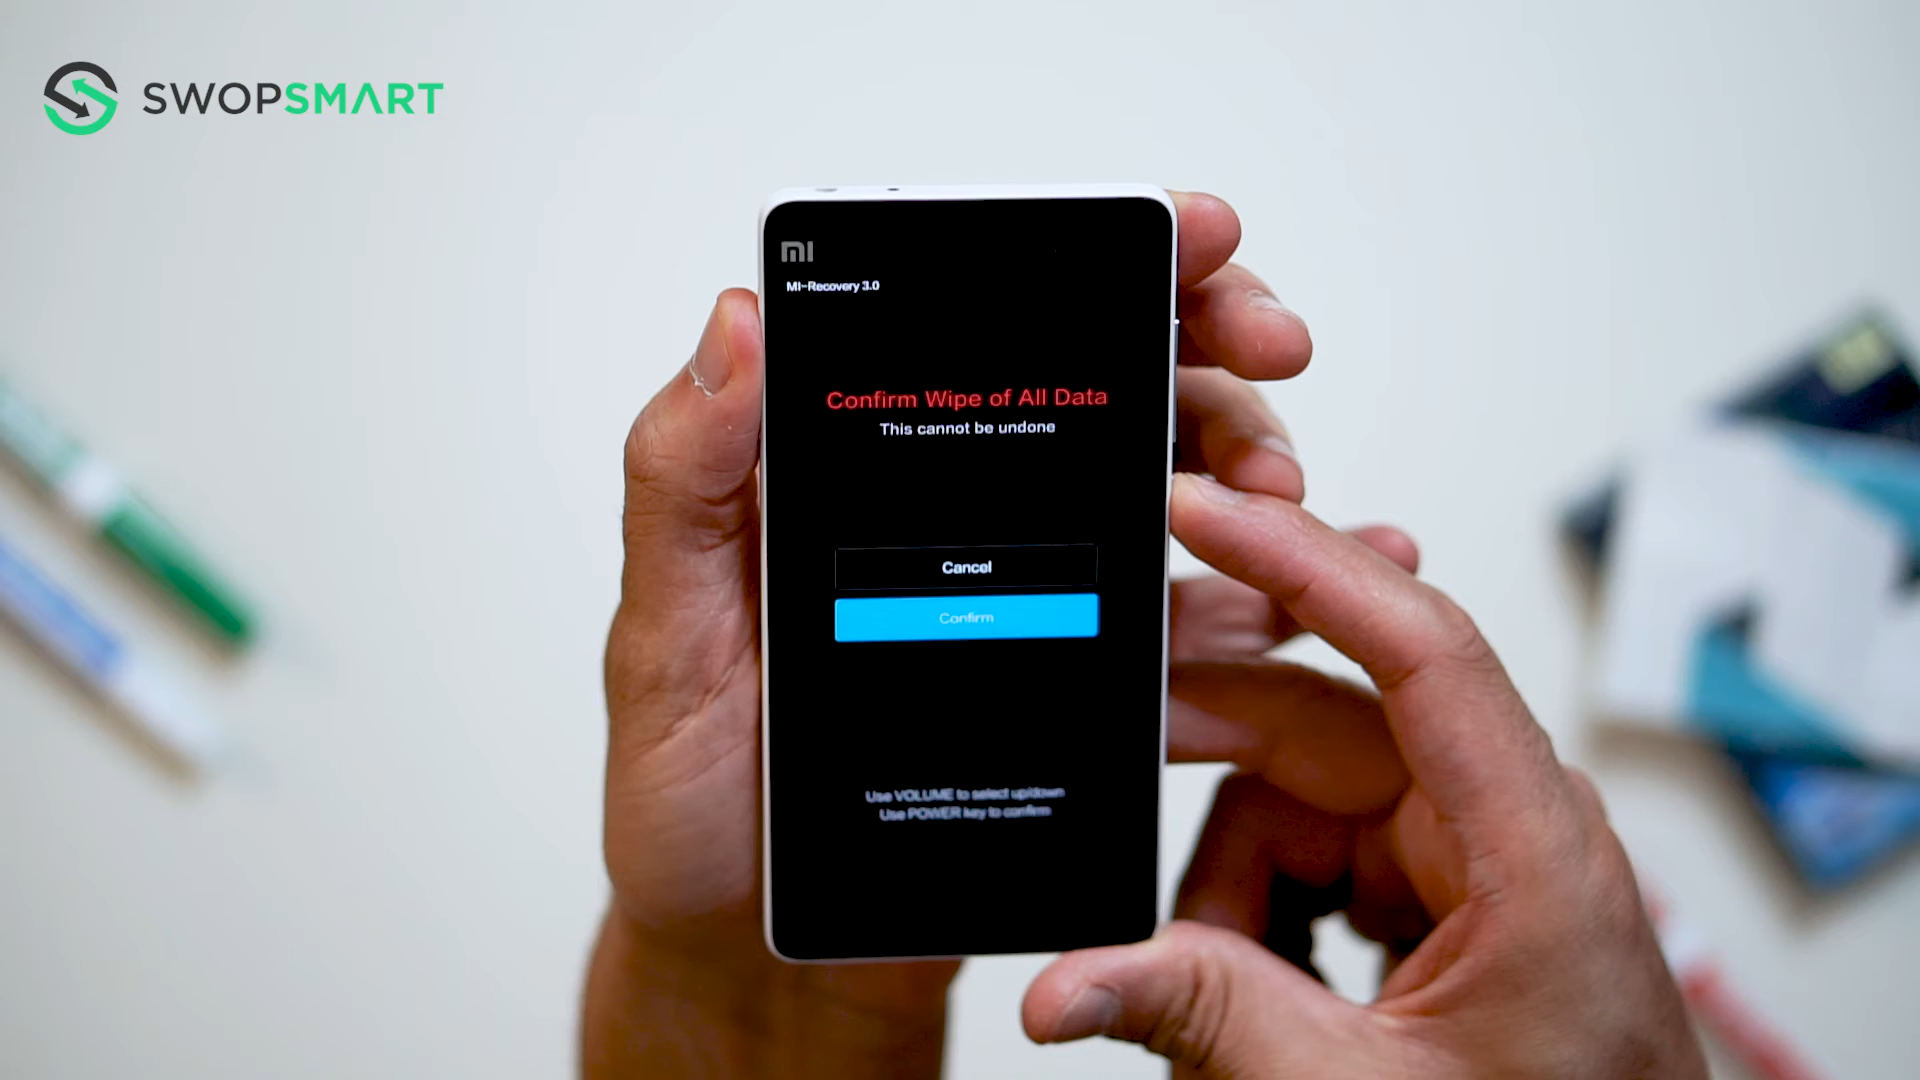 SWOPSMART
MI
MI-Recovery 3.0
Confirm Wipe of All Data
This cannot be undone
Cancel
Confirm
Use VOLUME to select up/down
Use POWER key to confirm